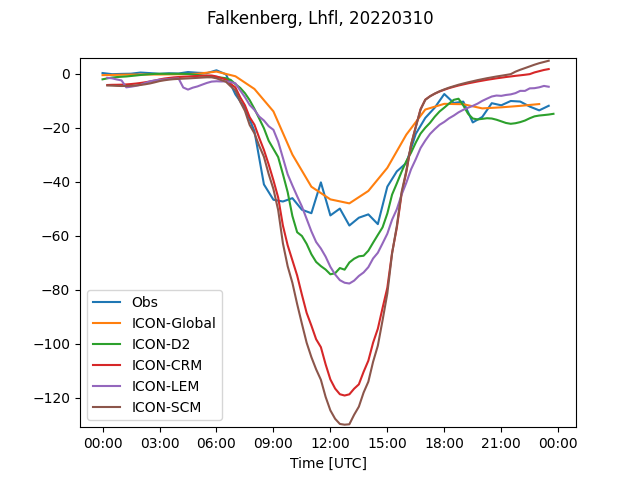 Falkenberg, Lhfl, 20220310
0
−20
−40
−60
−80
−100
−120
Obs
ICON-Global
ICON-D2
ICON-CRM
ICON-LEM
ICON-SCM
00:00 03:00 06:00 09:00 12:00 15:00 18:00 21:00 00:00
Time [UTC]